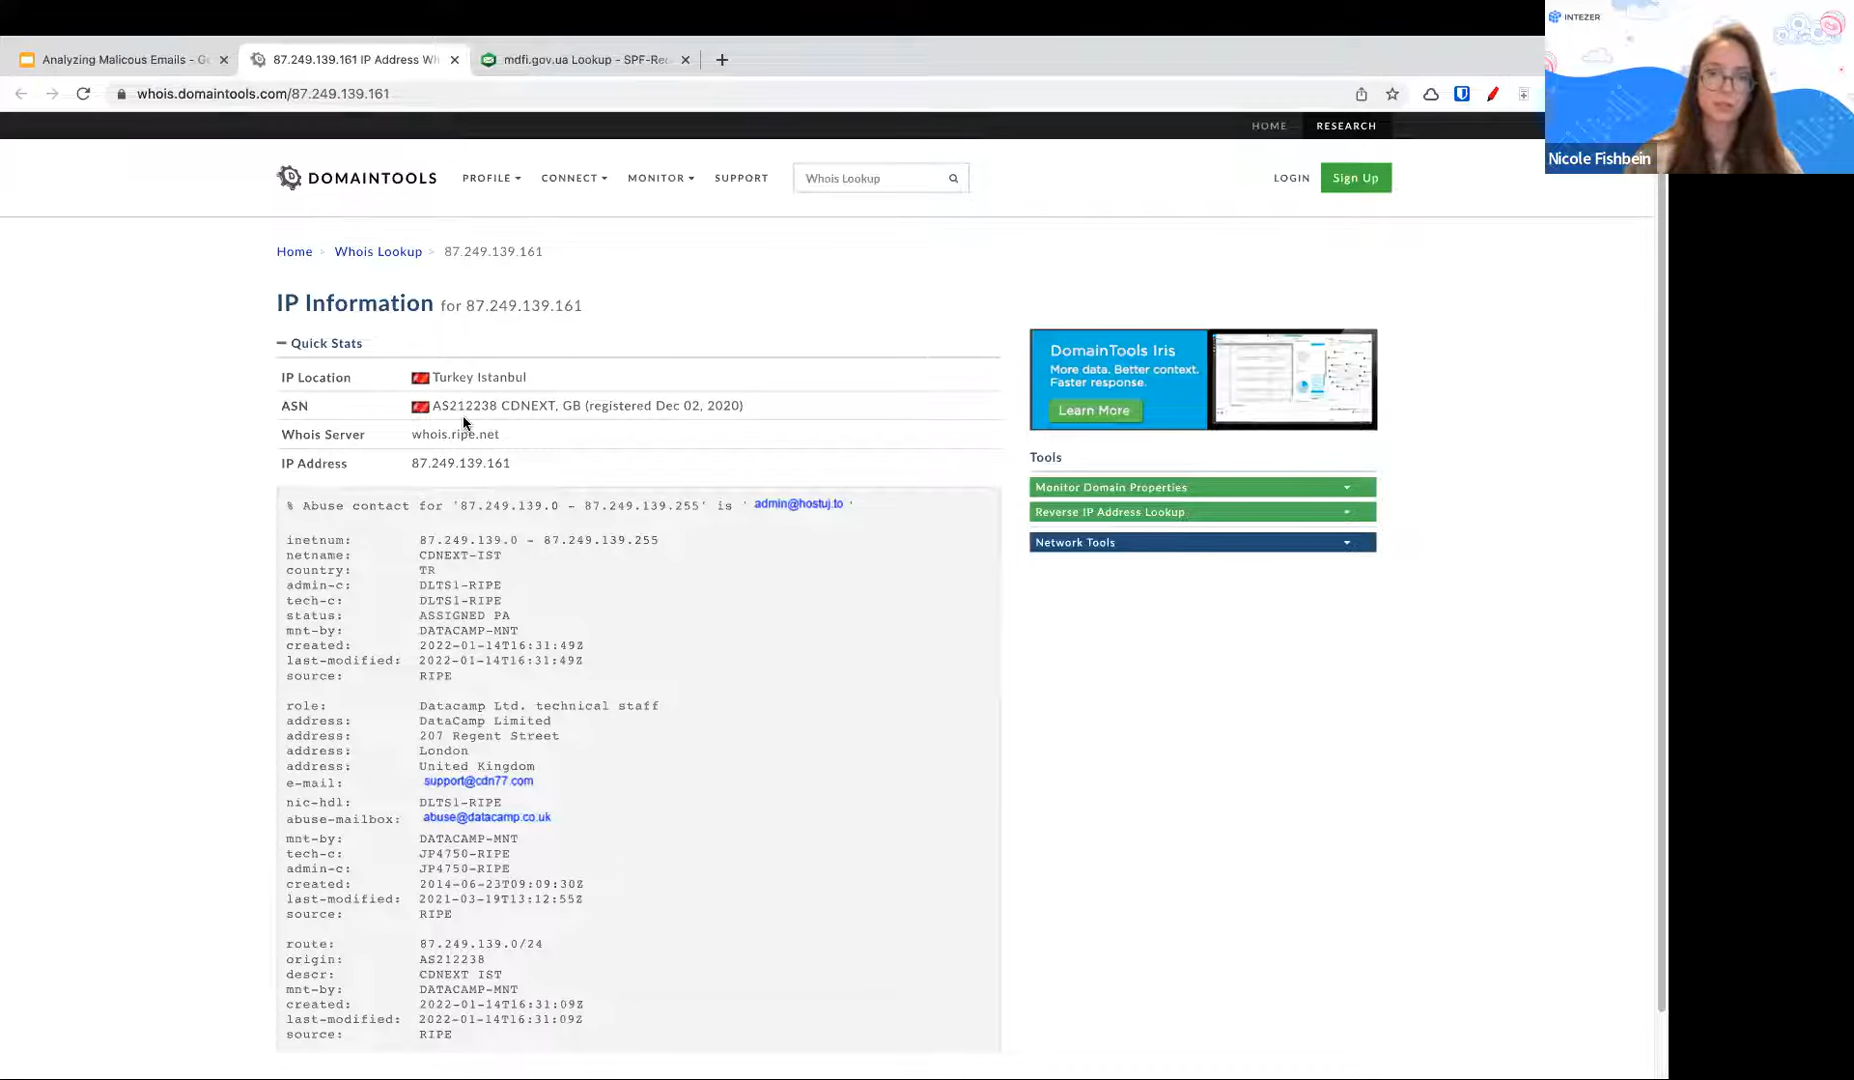 Analyzing Malicous Emails - Go
87.249.139.161 IP Address Wh
mdfi.gov.ua Lookup - SPF-Rec
whois.domaintools.com/87.249.139.161
INTEZER
Nicole Fishbein
HOME RESEARCH
DOMAINTOOLS PROFILE CONNECT MONITOR SUPPORT Whois Lookup LOGIN Sign Up
Home > Whois Lookup > 87.249.139.161
IP Information for 87.249.139.161
Quick Stats
IP Location Turkey Istanbul
ASN AS212238 CDNEXT, GB (registered Dec 02, 2020)
Whois Server whois.ripe.net
IP Address 87.249.139.161
% Abuse contact for '87.249.139.0 - 87.249.139.255' is ' admin@hostuj.to '
inetnum: 87.249.139.0 - 87.249.139.255
netname: CDNEXT-IST
country: TR
admin-c: DLTS1-RIPE
tech-c: DLTS1-RIPE
status: ASSIGNED PA
mnt-by: DATACAMP-MNT
created: 2022-01-14T16:31:49Z
last-modified: 2022-01-14T16:31:49Z
source: RIPE
role: Datacamp Ltd. technical staff
address: DataCamp Limited
address: 207 Regent Street
address: London
address: United Kingdom
e-mail: support@cdn77.com
nic-hdl: DLTS1-RIPE
abuse-mailbox: abuse@datacamp.co.uk
mnt-by: DATACAMP-MNT
tech-c: JP4750-RIPE
admin-c: JP4750-RIPE
created: 2014-06-23T09:09:30Z
last-modified: 2021-03-19T13:12:55Z
source: RIPE
route: 87.249.139.0/24
origin: AS212238
descr: CDNEXT IST
mnt-by: DATACAMP-MNT
created: 2022-01-14T16:31:09Z
last-modified: 2022-01-14T16:31:09Z
source: RIPE
DomainTools Iris
More data. Better context.
Faster response.
Learn More
Tools
Monitor Domain Properties
Reverse IP Address Lookup
Network Tools